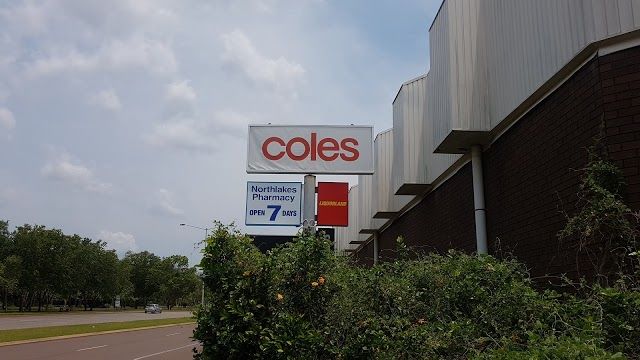 coles
Northlakes
Pharmacy
OPEN 7 DAYS
LIQUORLAND